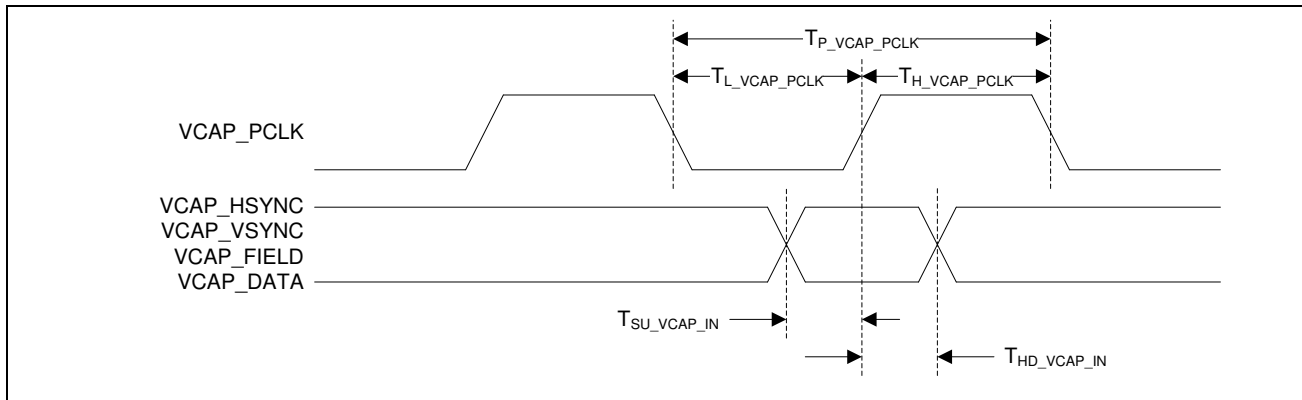 T_P_VCAP_PCLK
T_L_VCAP_PCLK T_H_VCAP_PCLK
VCAP_PCLK
VCAP_HSYNC
VCAP_VSYNC
VCAP_FIELD
VCAP_DATA
T_SU_VCAP_IN
T_HD_VCAP_IN